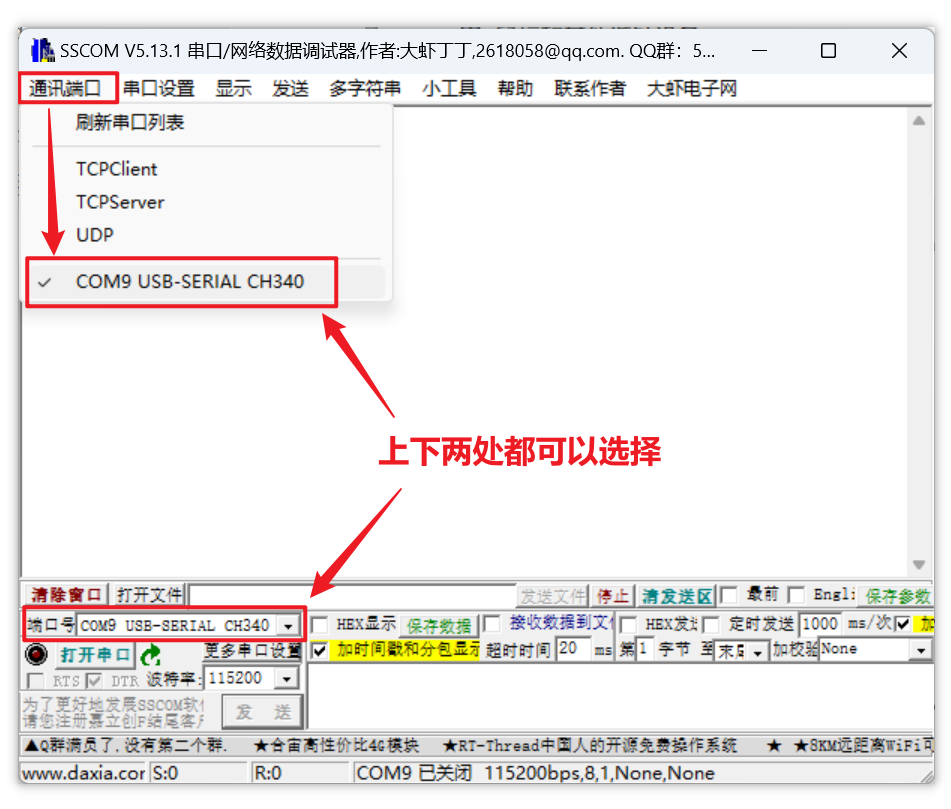 SSCOM V5.13.1 串口/网络数据调试器,作者:大虾丁丁,2618058@qq.com. QQ群: 5...
通讯端口 串口设置 显示 发送 多字符串 小工具 帮助 联系作者 大虾电子网
刷新串口列表
TCPClient
TCPServer
UDP
✓ COM9 USB-SERIAL CH340
上下两处都可以选择
清除窗口 打开文件 发送文件 停止 清发送区 最前 Engli 保存参数
端口号 COM9 USB-SERIAL CH340 HEX显示 保存数据 接收数据到文 HEX发 定时发送 1000 ms/次 加
打开串口 更多串口设置 加时间戳和分包显示 超时时间 20 ms 第1 字节 至 末尾 加校验 None
RTS DTR 波特率: 115200
为了更好地发展SSCOM软
请您注册嘉立创F结尾客
发 送
▲Q群满员了,没有第二个群. ★合宙高性价比4G模块 ★RT-Thread中国人的开源免费操作系统 ★ ★8KM远距离WiFi可
www.daxia.cor S:0 R:0 COM9 已关闭 115200bps,8,1,None,None